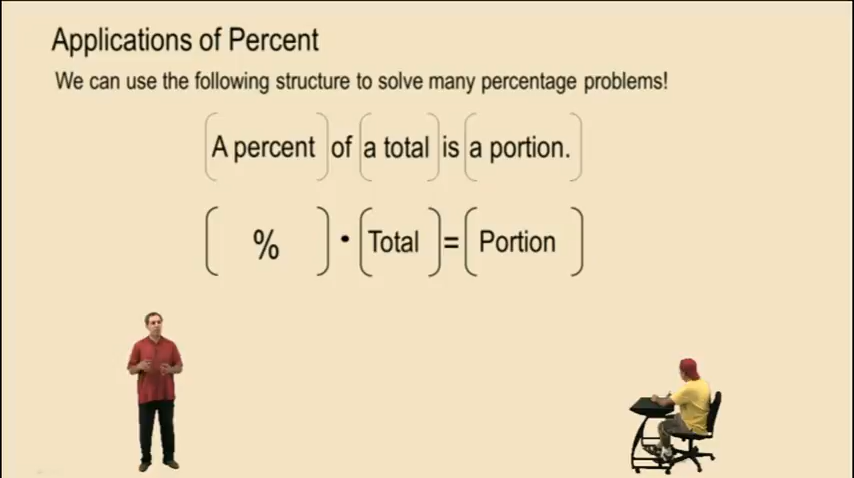 Applications of Percent
We can use the following structure to solve many percentage problems!
(A percent) of (a total) is (a portion.)
( % ) · (Total) = (Portion)